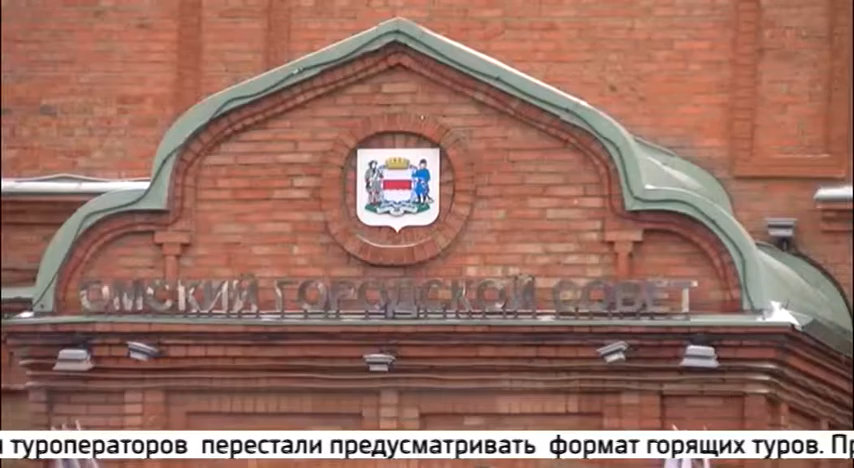 ОМСКИЙ ГОРОДСКОЙ СОВЕТ
туроператоров перестали предусматривать формат горящих туров.